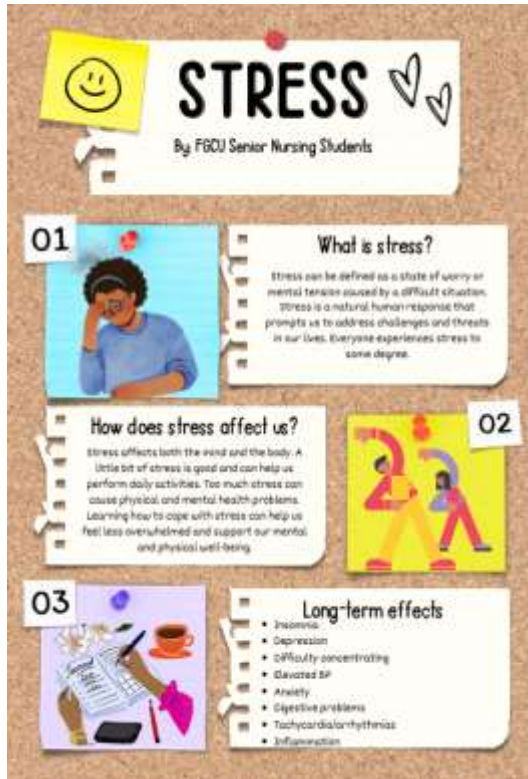 STRESS
By: FGCU Senior Nursing Students
01
What is stress?
Stress can be defined as a state of worry or
mental tension caused by a difficult situation.
Stress is a natural human response that
prompts us to address challenges and threats
in our lives. Everyone experiences stress to
some degree.
How does stress affect us?
Stress affects both the mind and the body. A
little bit of stress is good and can help us
perform daily activities. Too much stress can
cause physical and mental health problems.
Learning how to cope with stress can help us
feel less overwhelmed and support our mental
and physical well-being.
02
03
Long-term effects
• Insomnia
• Depression
• Difficulty concentrating
• Elevated BP
• Anxiety
• Digestive problems
• Tachycardia/arrhythmias
• Inflammation